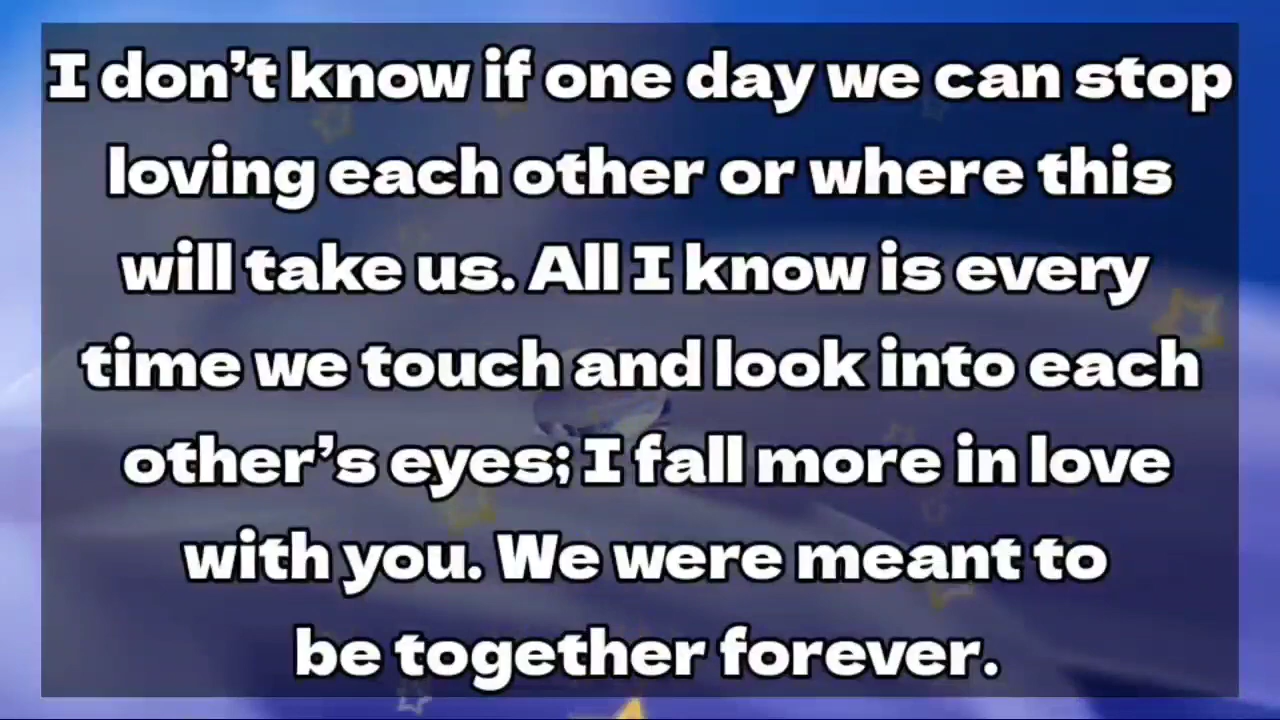 I don’t know if one day we can stop
loving each other or where this
will take us. All I know is every
time we touch and look into each
other’s eyes; I fall more in love
with you. We were meant to
be together forever.